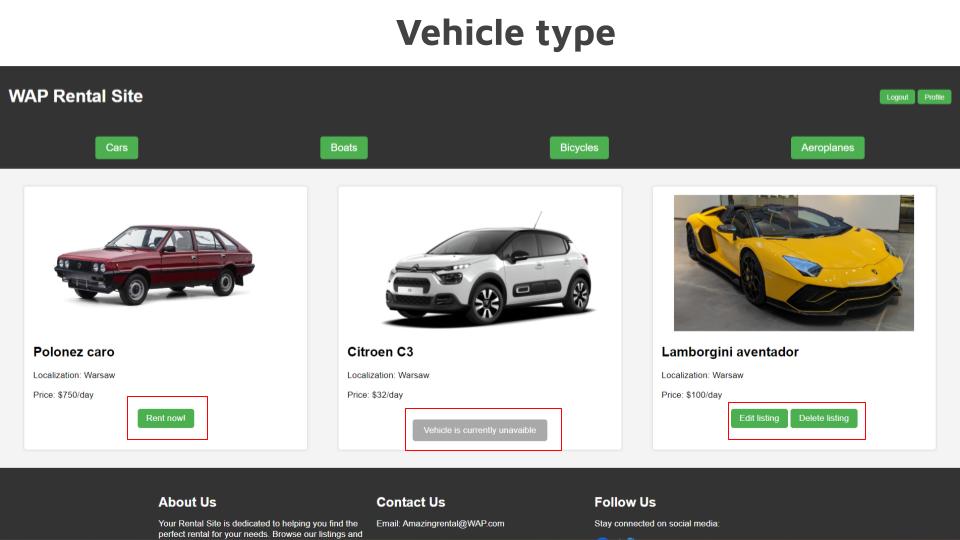 Vehicle type
WAP Rental Site
Logout
Profile
Cars
Boats
Bicycles
Aeroplanes
Polonez caro
Localization: Warsaw
Price: $750/day
Rent now!
Citroen C3
Localization: Warsaw
Price: $32/day
Vehicle is currently unavaible
Lamborgini aventador
Localization: Warsaw
Price: $100/day
Edit listing
Delete listing
About Us
Your Rental Site is dedicated to helping you find the
perfect rental for your needs. Browse our listings and
Contact Us
Email: Amazingrental@WAP.com
Follow Us
Stay connected on social media: